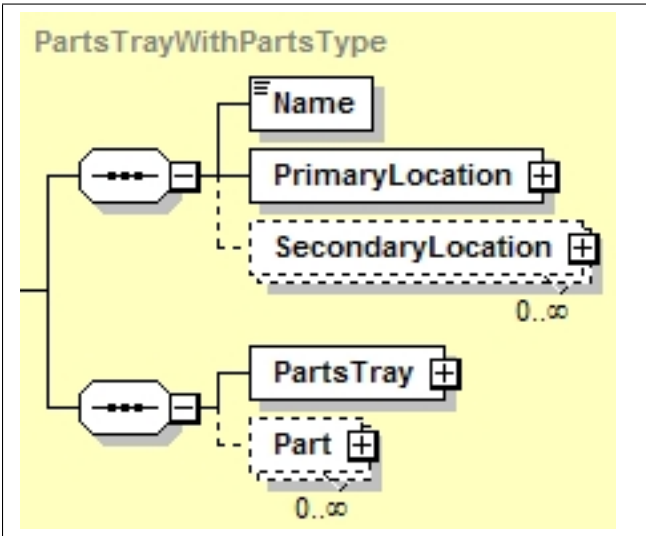 PartsTrayWithPartsType
Name
PrimaryLocation
SecondaryLocation
0..∞
PartsTray
Part
0..∞